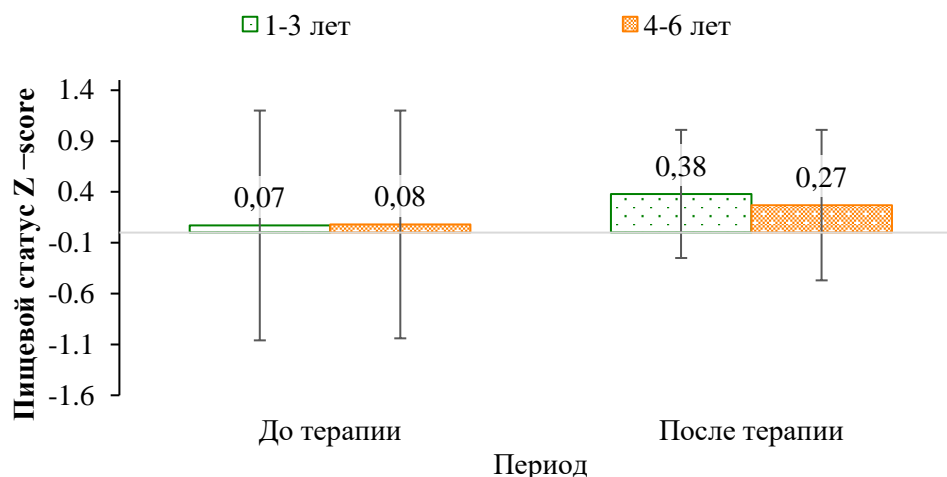 1-3 лет 4-6 лет
Пищевой статус Z –score
1.4
0.9
0.4
-0.1
-0.6
-1.1
-1.6
0,07 0,08 0,38 0,27
До терапии После терапии
Период